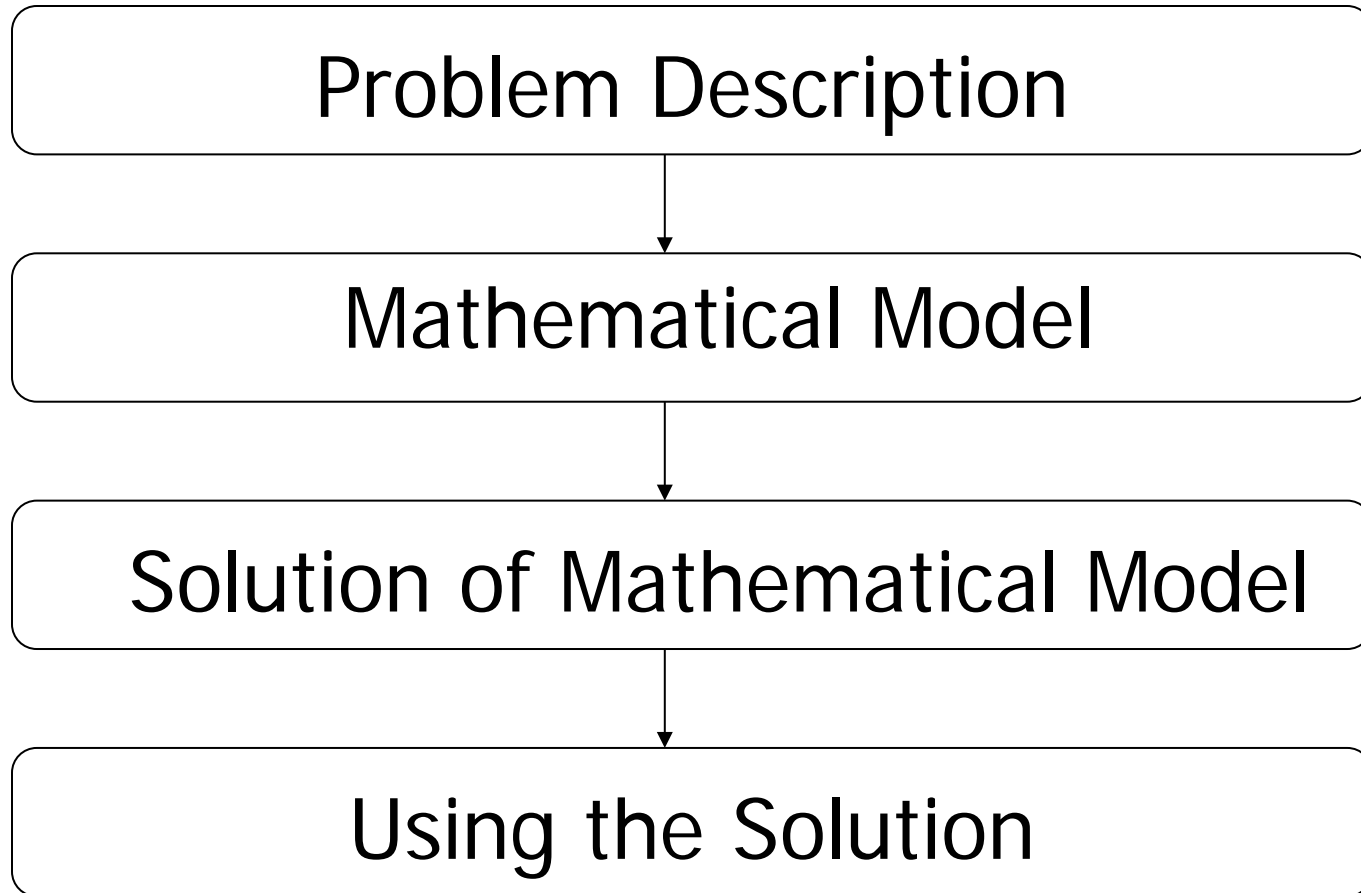 Problem Description
Mathematical Model
Solution of Mathematical Model
Using the Solution